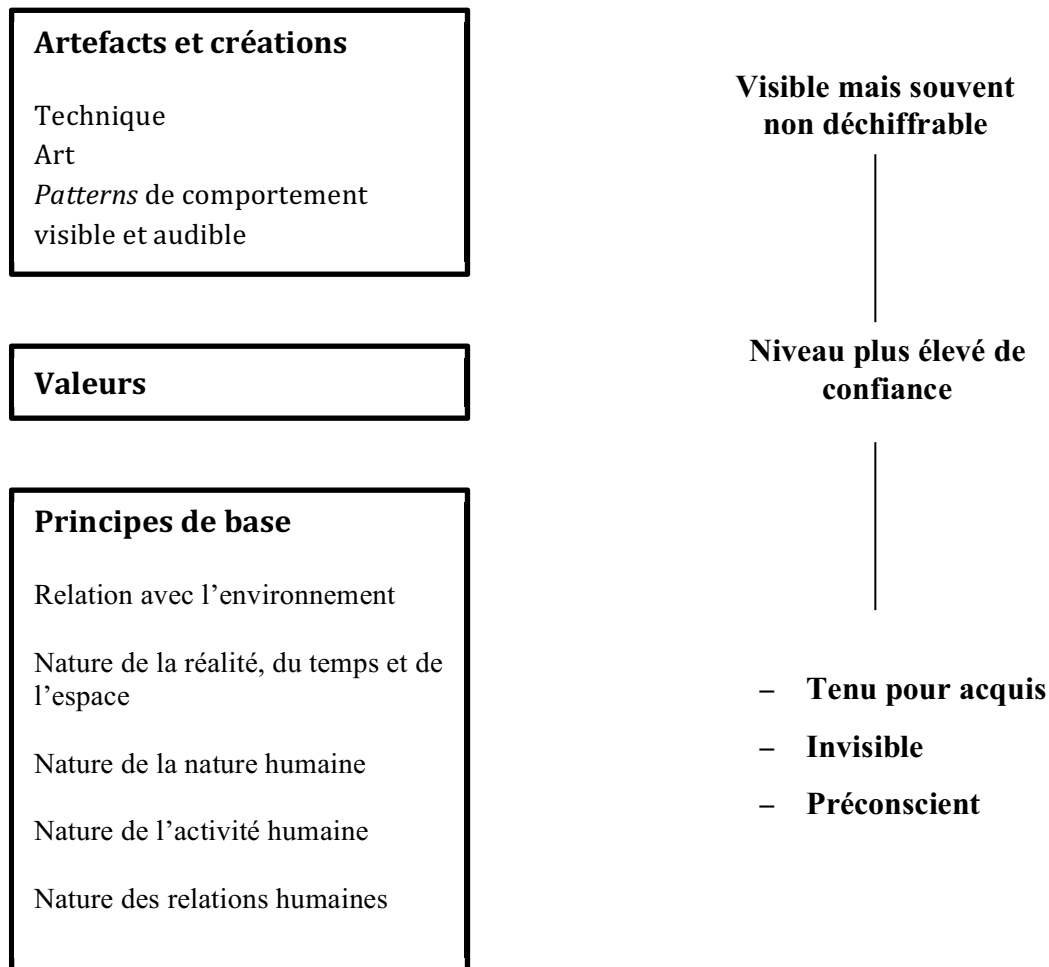 Artefacts et créations
Technique
Art
Patterns de comportement
visible et audible
Visible mais souvent
non déchiffrable
Valeurs
Niveau plus élevé de
confiance
Principes de base
Relation avec l’environnement
Nature de la réalité, du temps et de
l’espace
Nature de la nature humaine
Nature de l’activité humaine
Nature des relations humaines
– Tenu pour acquis
– Invisible
– Préconscient